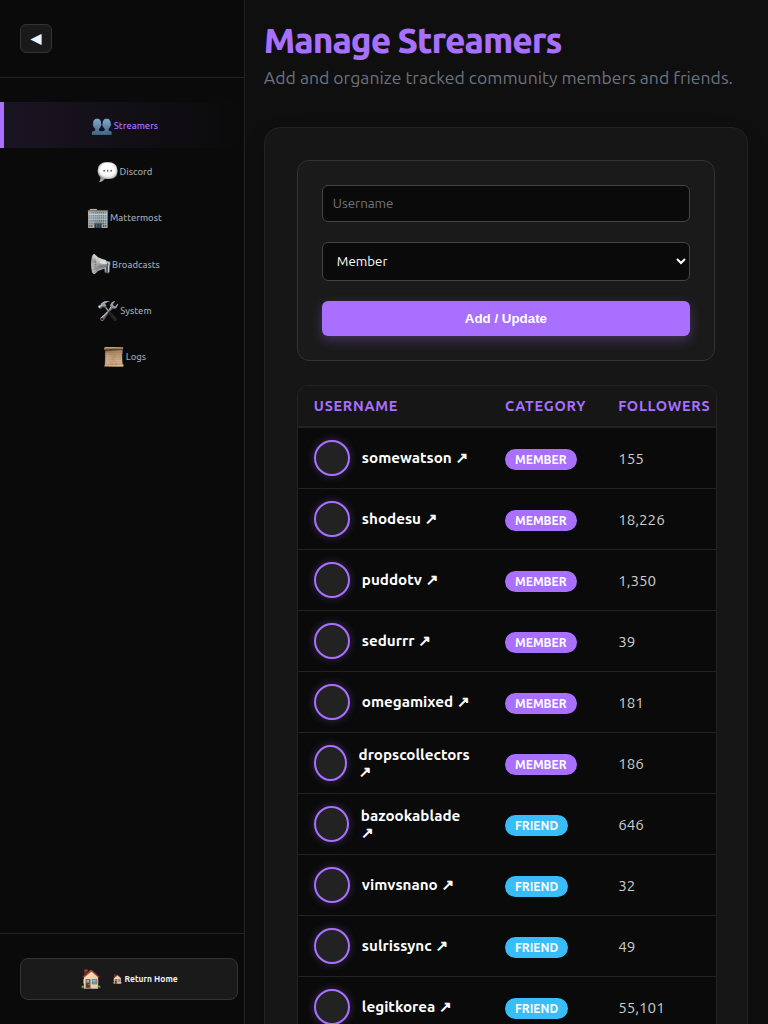 ◀
Streamers
Discord
Mattermost
Broadcasts
System
Logs
🏠 Return Home
Manage Streamers
Add and organize tracked community members and friends.
Username
Member
Add / Update
USERNAME CATEGORY FOLLOWERS
somewatson ↗ MEMBER 155
shodesu ↗ MEMBER 18,226
puddotv ↗ MEMBER 1,350
sedurrr ↗ MEMBER 39
omegamixed ↗ MEMBER 181
dropscollectors ↗ MEMBER 186
bazookablade ↗ FRIEND 646
vimvsnano ↗ FRIEND 32
sulrissync ↗ FRIEND 49
legitkorea ↗ FRIEND 55,101